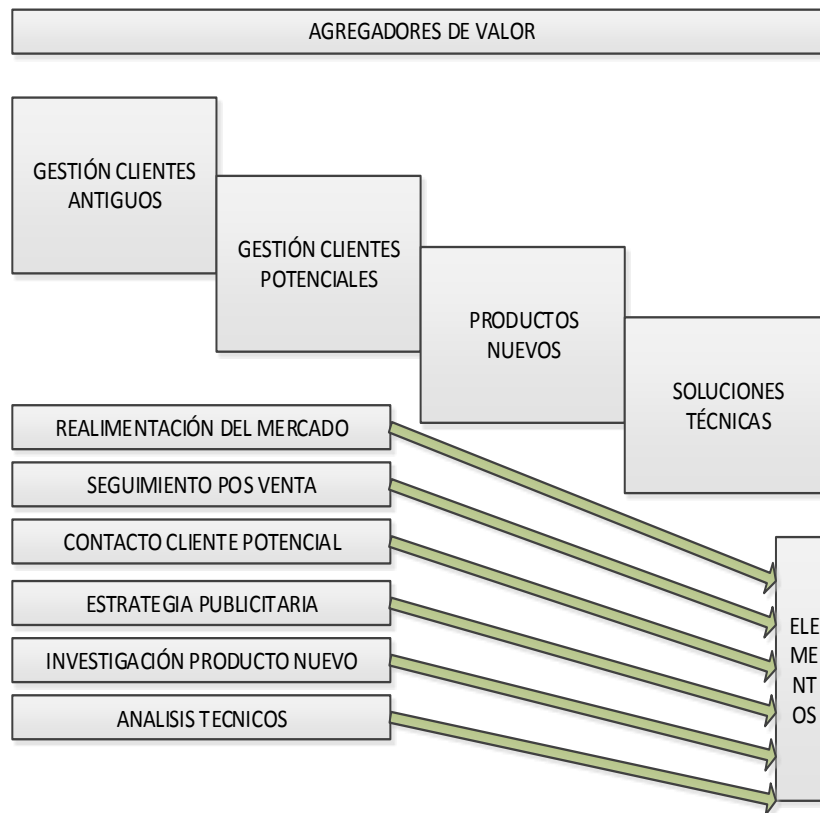 AGREGADORES DE VALOR
GESTIÓN CLIENTES
ANTIGUOS
GESTIÓN CLIENTES
POTENCIALES
PRODUCTOS
NUEVOS
SOLUCIONES
TÉCNICAS
REALIMENTACIÓN DEL MERCADO
SEGUIMIENTO POS VENTA
CONTACTO CLIENTE POTENCIAL
ESTRATEGIA PUBLICITARIA
INVESTIGACIÓN PRODUCTO NUEVO
ANALISIS TECNICOS
ELE
ME
NT
OS